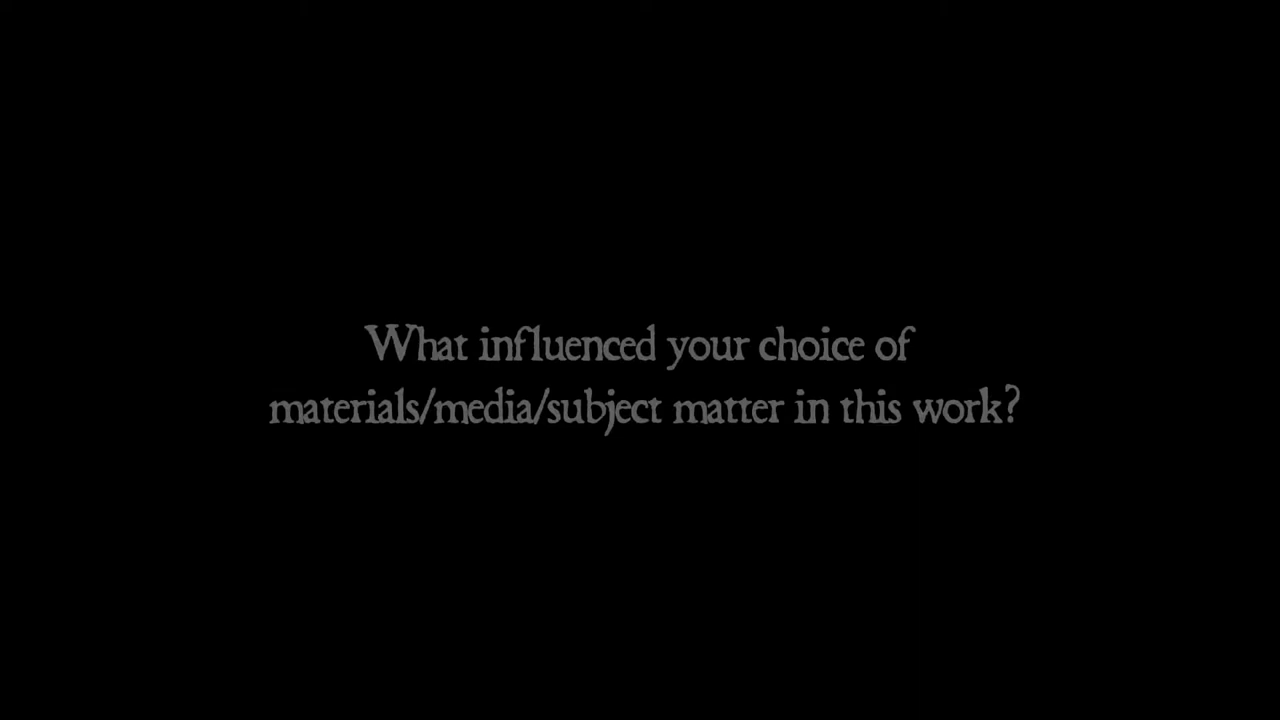 What influenced your choice of
materials/media/subject matter in this work?